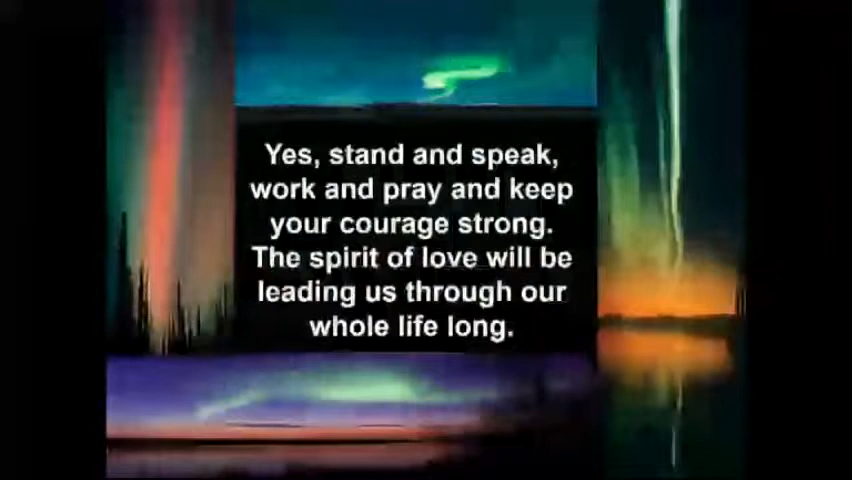 Yes, stand and speak,
work and pray and keep
your courage strong.
The spirit of love will be
leading us through our
whole life long.